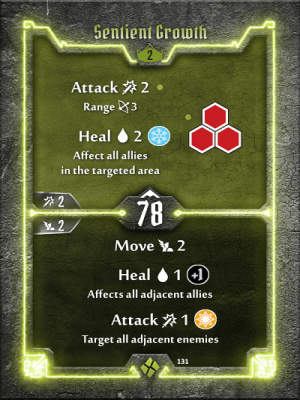 Sentient Growth
2
Attack 2
Range 3
Heal 2
Affect all allies
in the targeted area
2
78
2
Move 2
Heal 1 +1
Affects all adjacent allies
Attack 1
Target all adjacent enemies
131